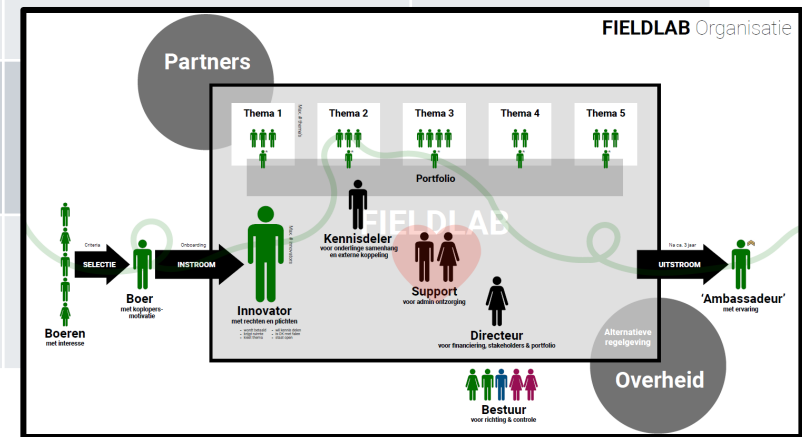 FIELDLAB Organisatie
Partners
Thema 1
Thema 2
Thema 3
Thema 4
Thema 5
Portfolio
FIELDLAB
Kennisdeler
voor onderlinge samenhang
en externe koppeling
Criteria
SELECTIE
Onboarding
INSTROOM
Boer
met koplopers-
motivatie
Boeren
met interesse
Innovator
met rechten en plichten
Support
voor admin ontzorging
Directeur
voor financiering, stakeholders & portfolio
Na ca. 3 jaar
UITSTROOM
'Ambassadeur'
met ervaring
Alternatieve
regelgeving
Overheid
Bestuur
voor richting & controle